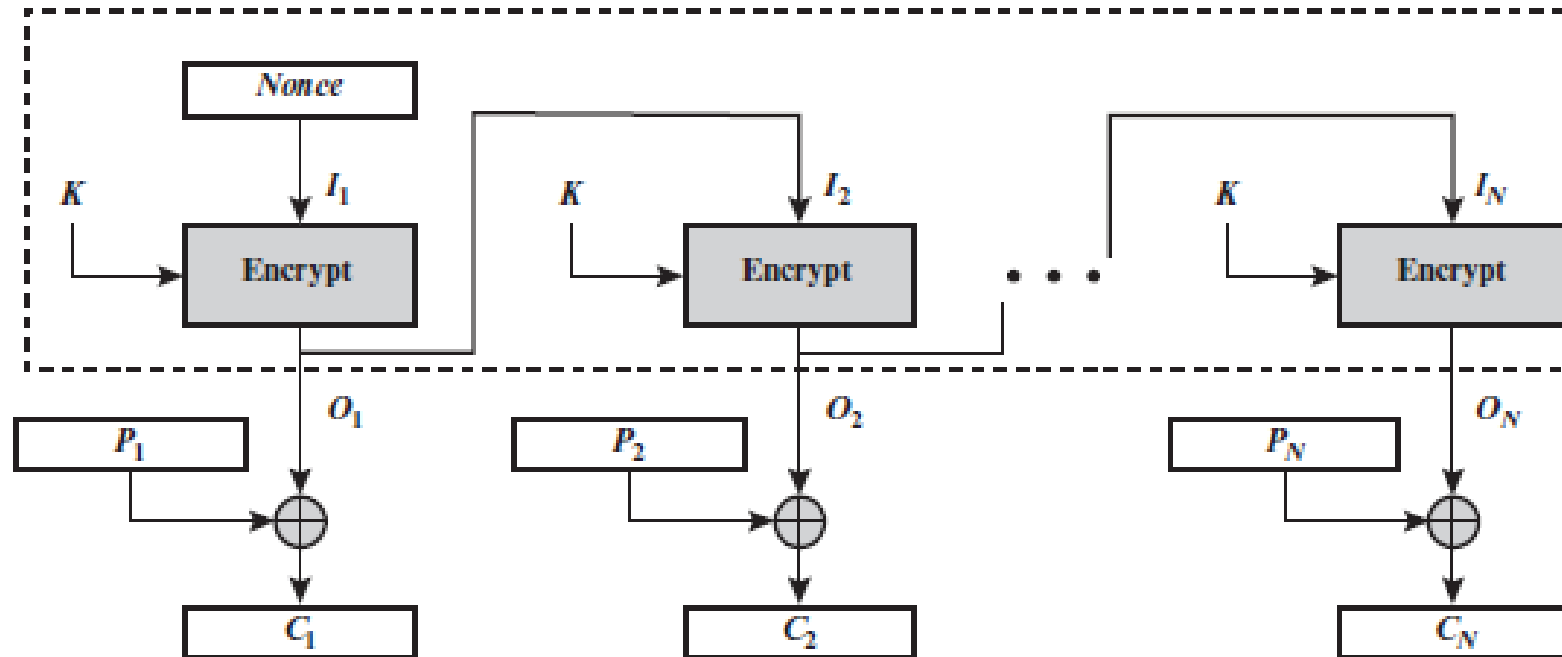 Nonce
K
I1
K
I2
K
IN
Encrypt
Encrypt
• • •
Encrypt
O1
O2
ON
P1
P2
PN
C1
C2
CN